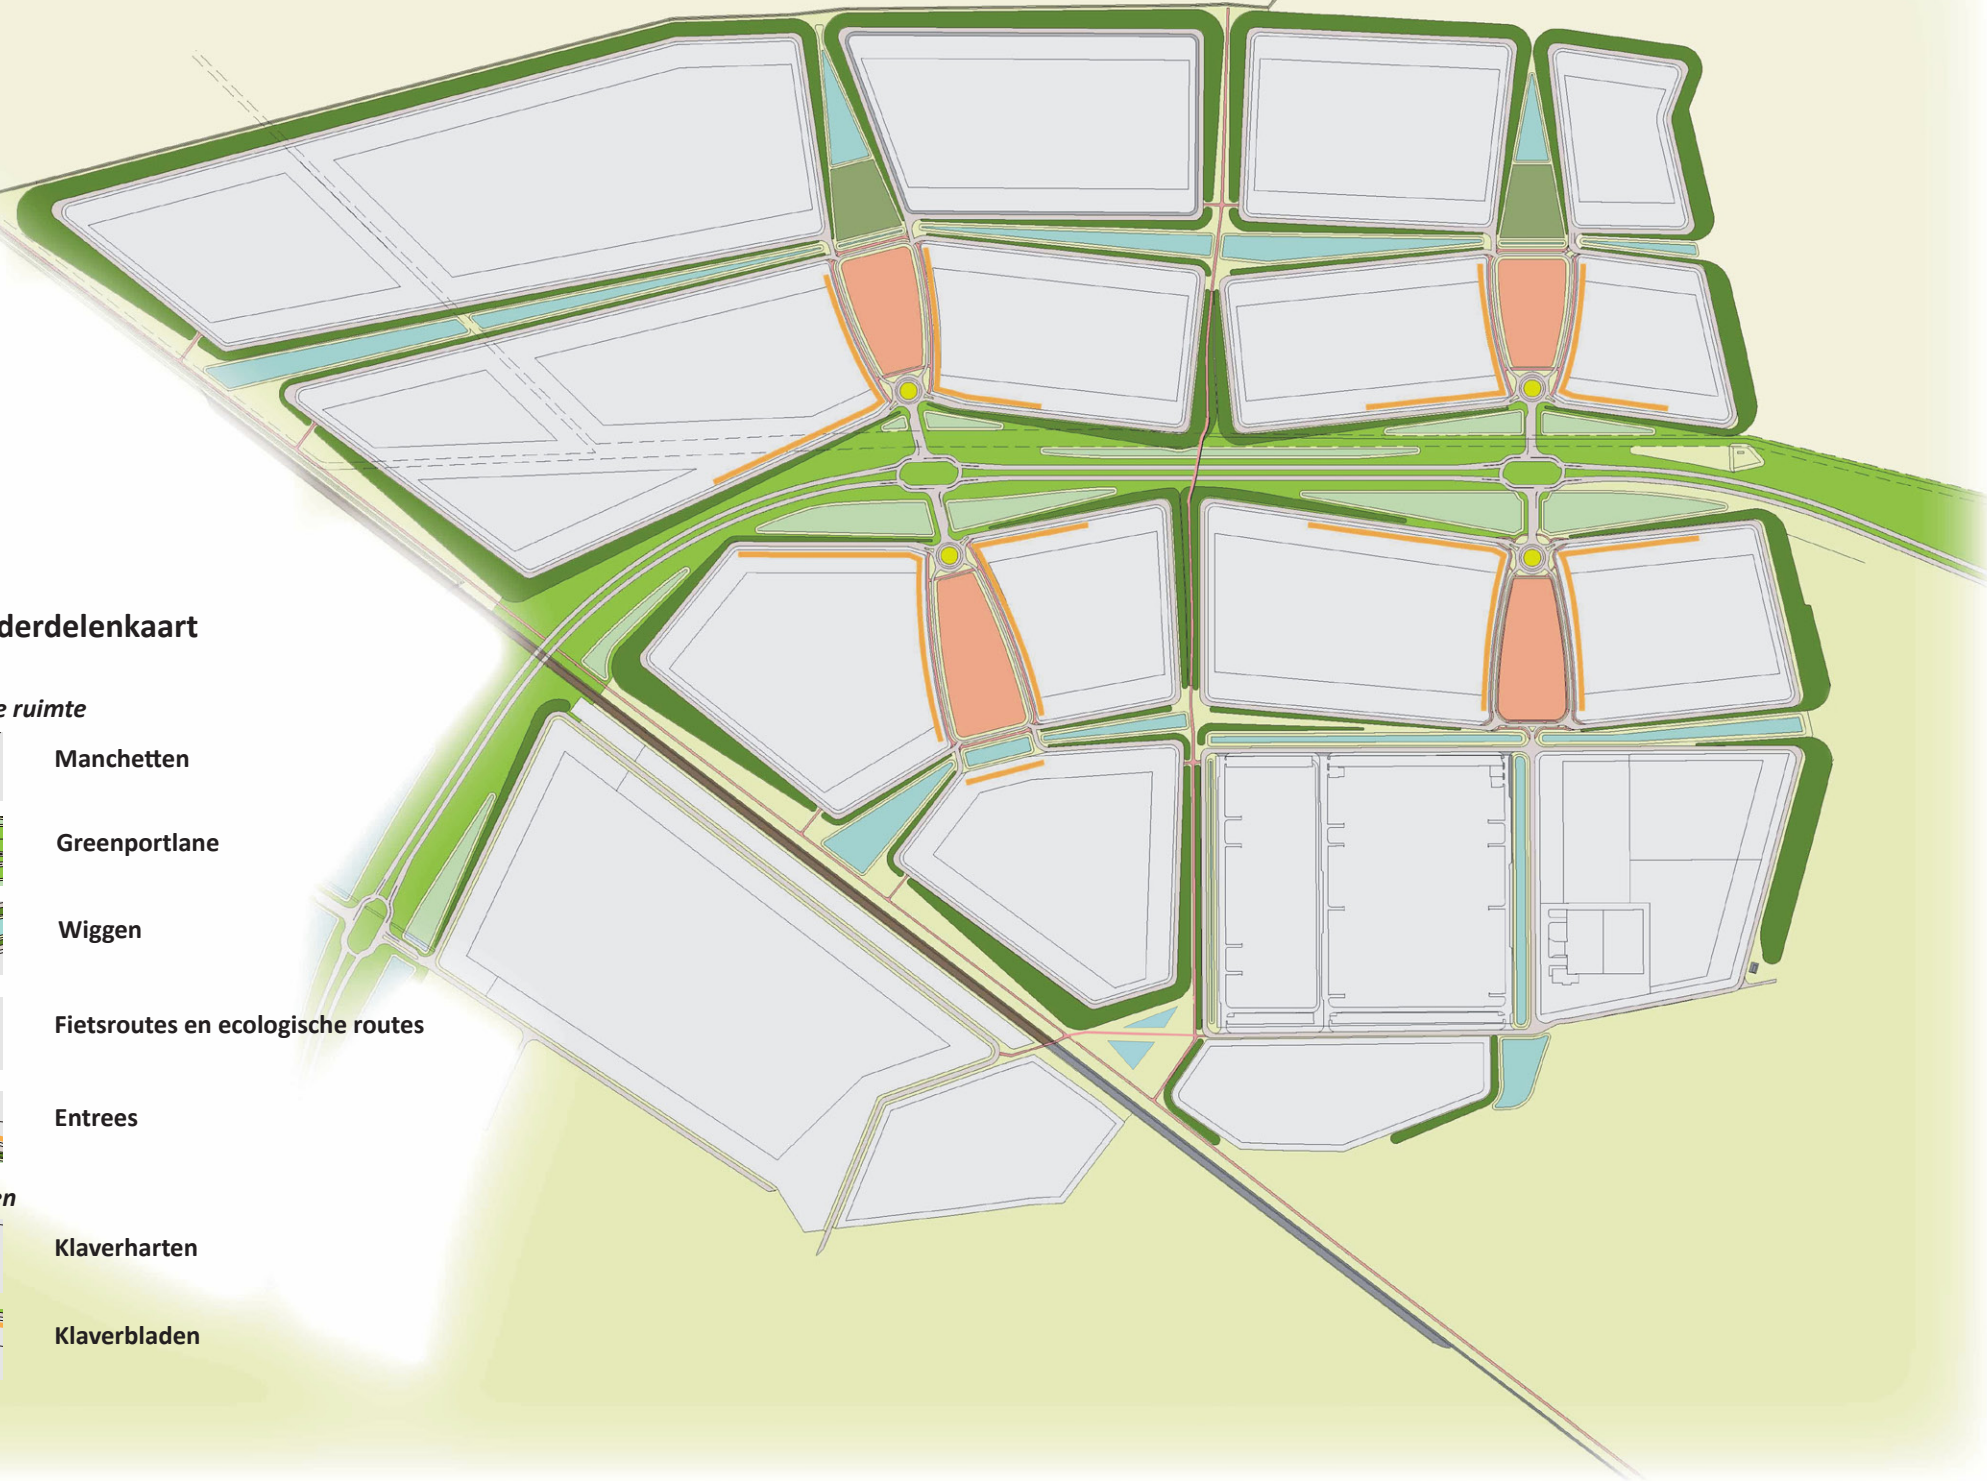 derdelenkaart
e ruimte
Manchetten
Greenportlane
Wiggen
Fietsroutes en ecologische routes
Entrees
en
Klaverharten
Klaverbladen